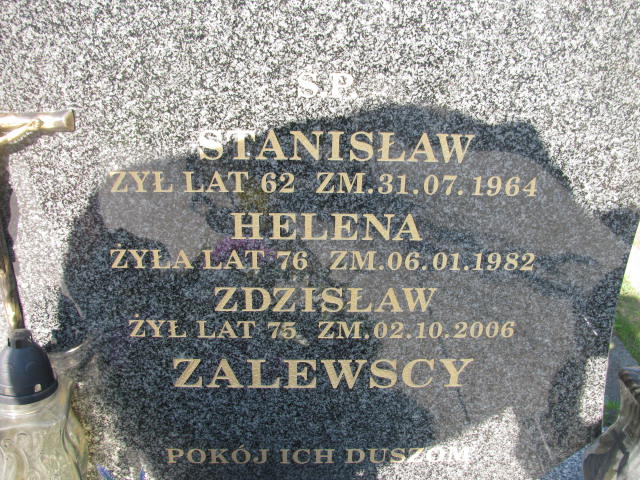 Ś.P.
STANISŁAW
ŻYŁ LAT 62 ZM.31.07.1964
HELENA
ŻYŁA LAT 76 ZM.06.01.1982
ZDZISŁAW
ŻYŁ LAT 75 ZM.02.10.2006
ZALEWSCY
POKÓJ ICH DUSZOM